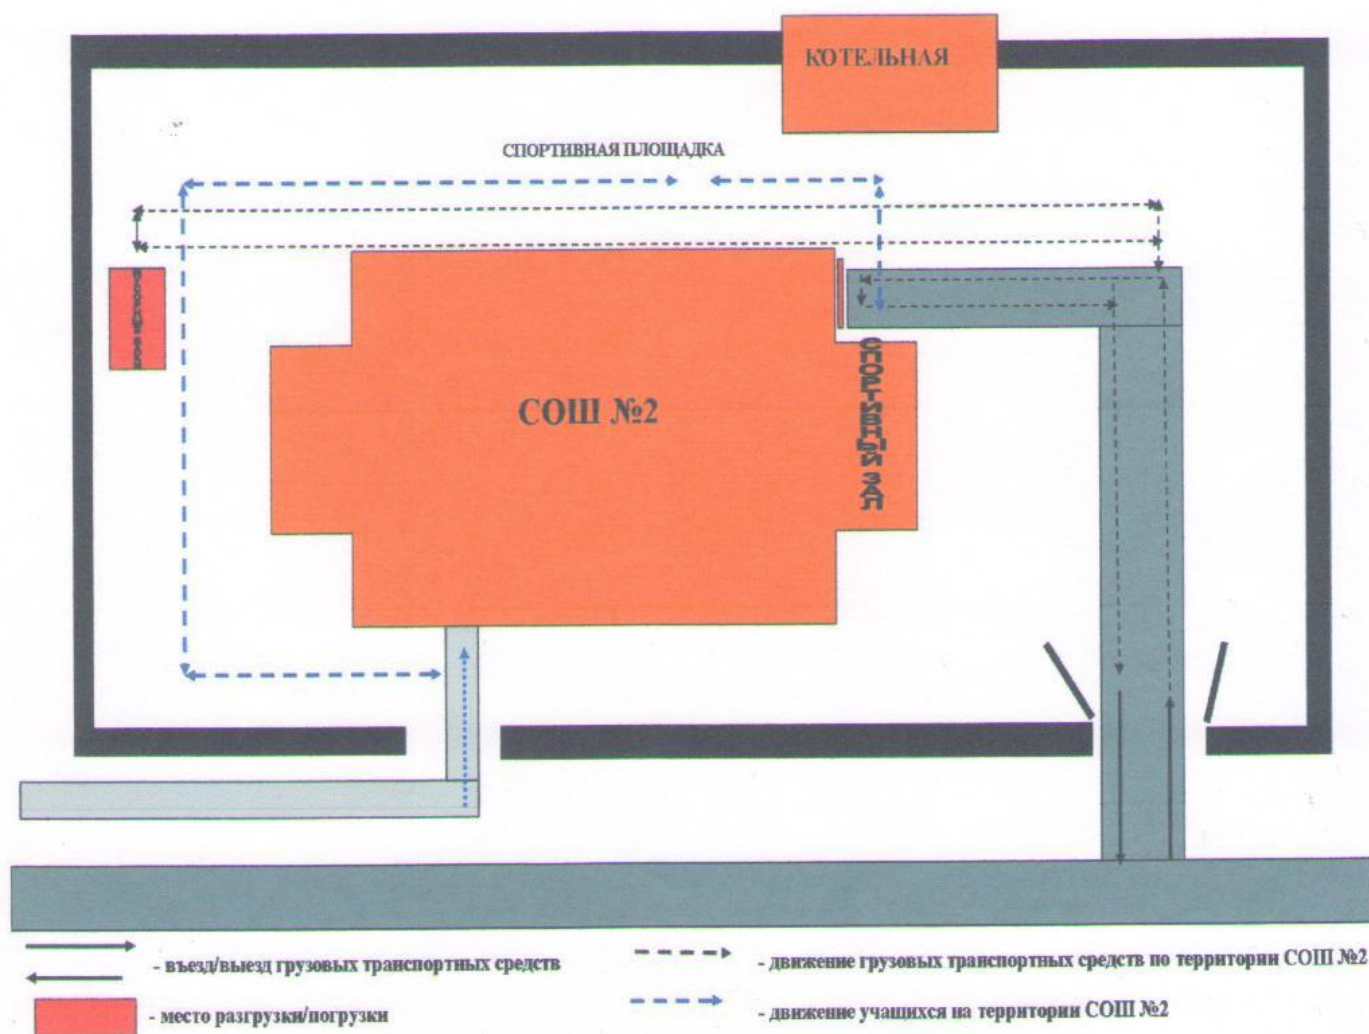 КОТЕЛЬНАЯ
СПОРТИВНАЯ ПЛОЩАДКА
СОШ №2
СПОРТИВНЫЙ ЗАЛ
- въезд/выезд грузовых транспортных средств
- движение грузовых транспортных средств по территории СОШ №2
- место разгрузки/погрузки
- движение учащихся на территории СОШ №2